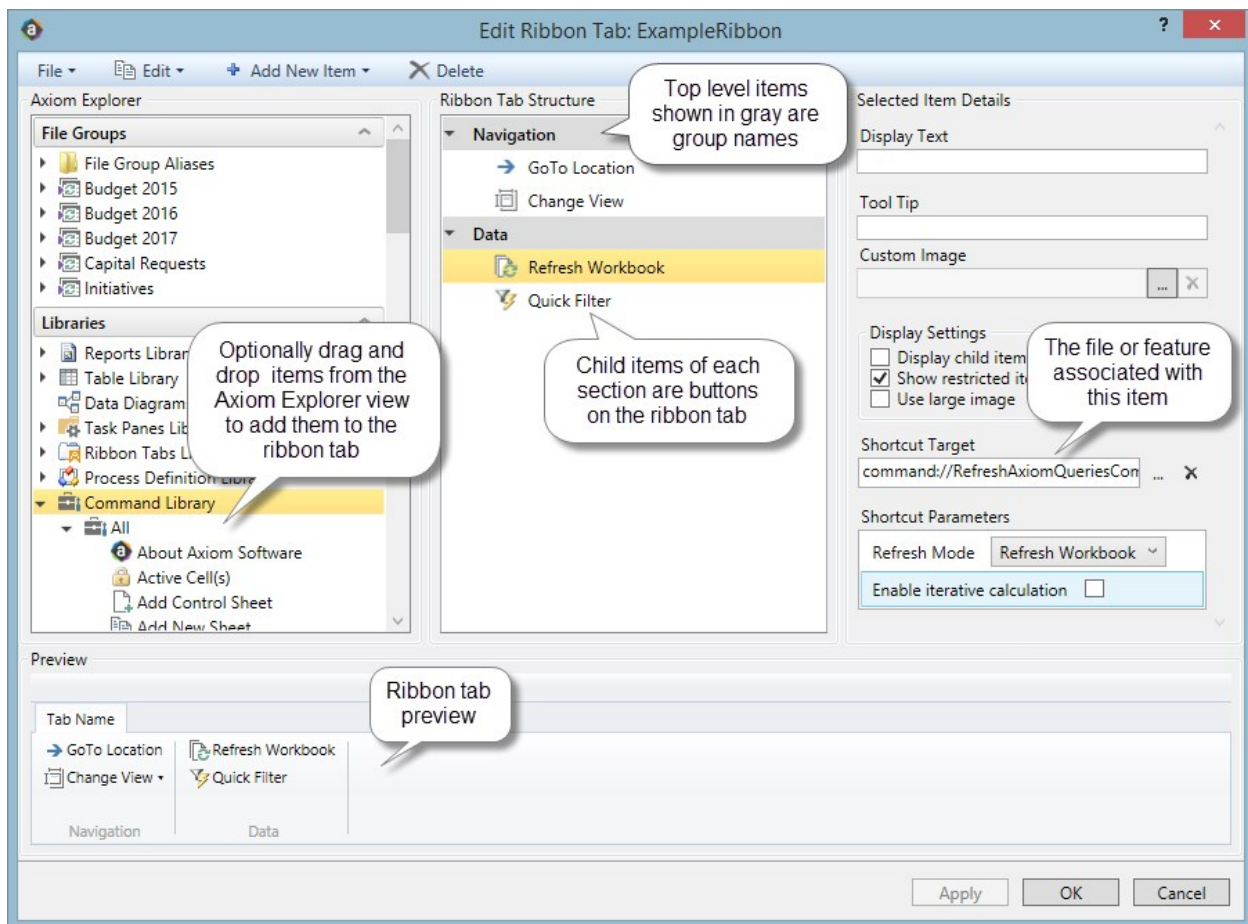 Edit Ribbon Tab: ExampleRibbon
?
File
Edit
Add New Item
Delete
Axiom Explorer
File Groups
File Group Aliases
Budget 2015
Budget 2016
Budget 2017
Capital Requests
Initiatives
Libraries
Reports
Table Library
Data
Task Panes
Ribbon Tabs
Process Definition
Command Library
All
About Axiom Software
Active Cell(s)
Add Control Sheet
Add New Sheet
Optionally drag and
drop items from the
Axiom Explorer view
to add them to the
ribbon tab
Ribbon Tab Structure
Navigation
GoTo Location
Change View
Data
Refresh Workbook
Quick Filter
Top level items
shown in gray are
group names
Child items of each
section are buttons
on the ribbon tab
Selected Item Details
Display Text
Tool Tip
Custom Image
...
Display Settings
Display child
Show restricted
Use large image
The file or feature
associated with
this item
Shortcut Target
command://RefreshAxiomQueriesCom
...
Shortcut Parameters
Refresh Mode Refresh Workbook
Enable iterative calculation
Preview
Ribbon tab
preview
Tab Name
GoTo Location
Change View
Navigation
Refresh Workbook
Quick Filter
Data
Apply
OK
Cancel